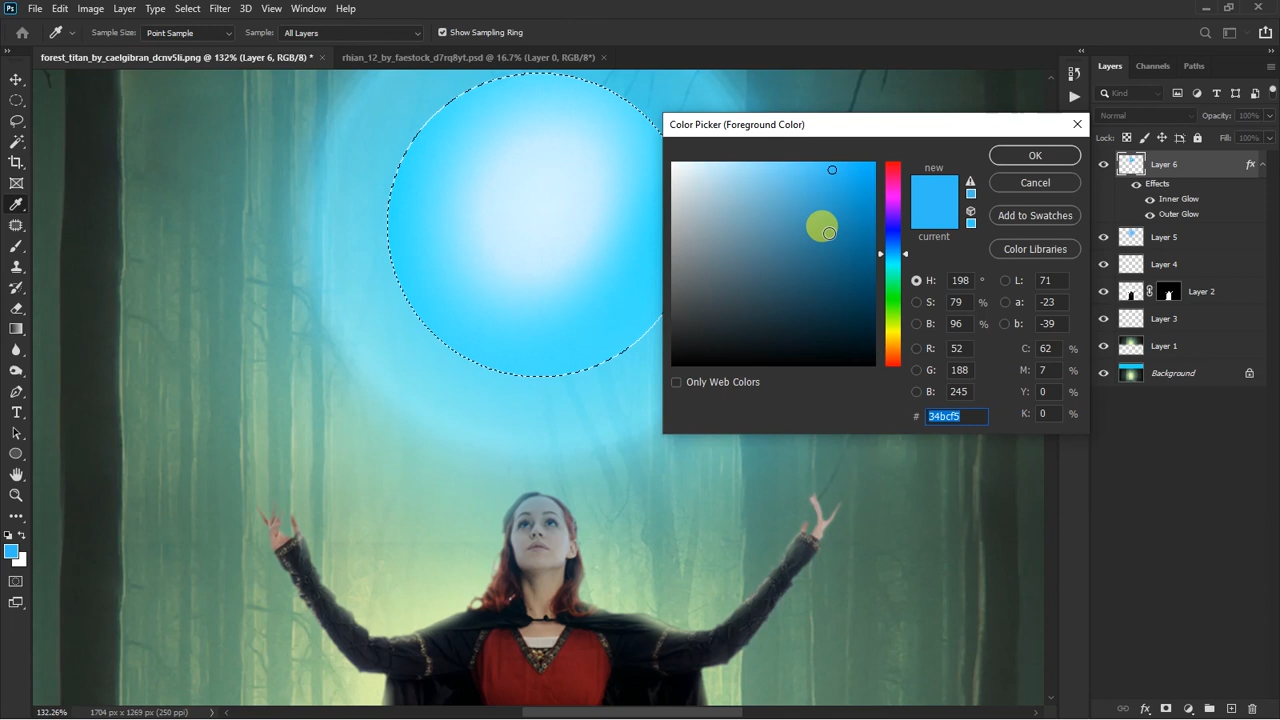 Ps File Edit Image Layer Type Select Filter 3D View Window Help
Sample Size: Point Sample Sample: All Layers Show Sampling Ring
forest_titan_by_caelgibran_dcnv5li.png @ 132% (Layer 6, RGB/8) * × rhian_12_by_faestock_d7rq8yt.psd @ 16.7% (Layer 0, RGB/8*) ×
Layers Channels Paths
Kind
Normal Opacity: 100%
Lock: Fill: 100%
Layer 6 fx
Effects
Inner Glow
Outer Glow
Layer 5
Layer 4
Layer 2
Layer 3
Layer 1
Background
Color Picker (Foreground Color)
new
current
OK
Cancel
Add to Swatches
Color Libraries
H: 198 ° L: 71
S: 79 % a: -23
B: 96 % b: -39
R: 52 C: 62 %
G: 188 M: 7 %
B: 245 Y: 0 %
# 34bcf5 K: 0 %
Only Web Colors
132.26% 1704 px x 1269 px (250 ppi)
fx